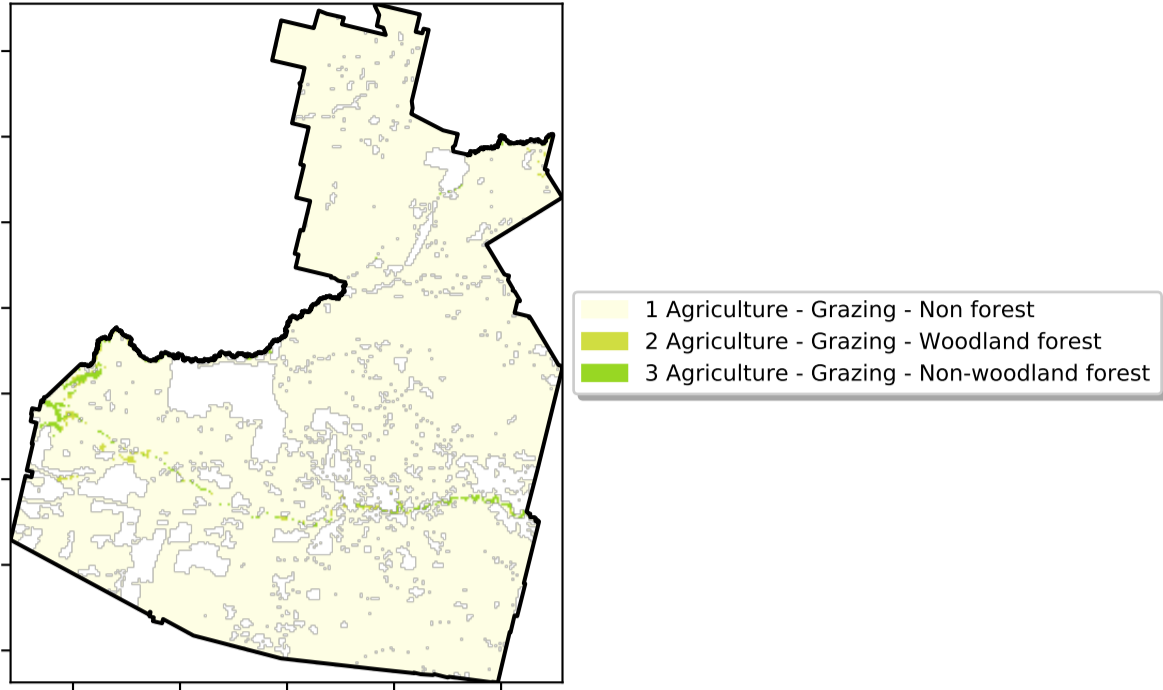 1 Agriculture - Grazing - Non forest
2 Agriculture - Grazing - Woodland forest
3 Agriculture - Grazing - Non-woodland forest